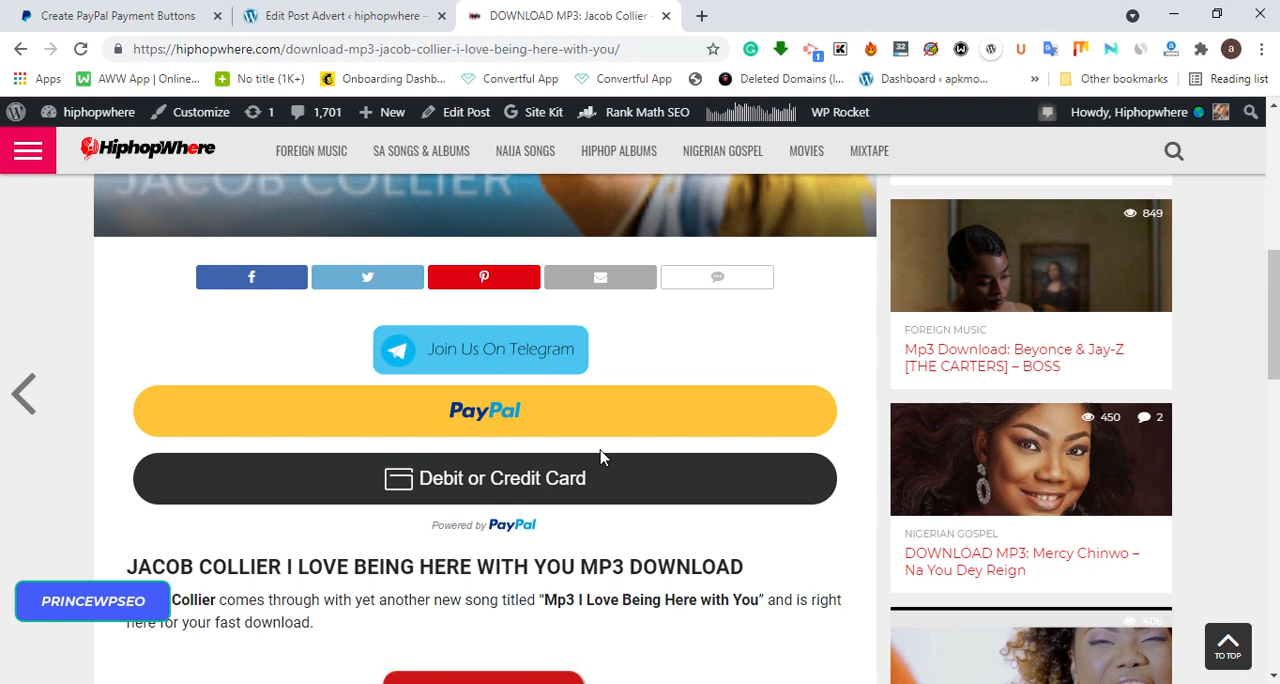 Create PayPal Payment Buttons
Edit Post Advert ‹ hiphopwhere –
DOWNLOAD MP3: Jacob Collier -
https://hiphopwhere.com/download-mp3-jacob-collier-i-love-being-here-with-you/
Apps
AWW App | Online...
No title (1K+)
Onboarding Dashb...
Convertful App
Convertful App
Deleted Domains (l...
Dashboard ‹ apkmo...
»
Other bookmarks
Reading list
hiphopwhere
Customize
1
1,701
New
Edit Post
Site Kit
Rank Math SEO
WP Rocket
Howdy, Hiphopwhere
HiphopWhere
FOREIGN MUSIC
SA SONGS & ALBUMS
NAIJA SONGS
HIPHOP ALBUMS
NIGERIAN GOSPEL
MOVIES
MIXTAPE
JACOB COLLIER
849
FOREIGN MUSIC
Mp3 Download: Beyonce & Jay-Z
[THE CARTERS] – BOSS
Join Us On Telegram
PayPal
Debit or Credit Card
Powered by PayPal
450
2
NIGERIAN GOSPEL
DOWNLOAD MP3: Mercy Chinwo –
Na You Dey Reign
JACOB COLLIER I LOVE BEING HERE WITH YOU MP3 DOWNLOAD
PRINCEWPSEO
Collier comes through with yet another new song titled “Mp3 I Love Being Here with You” and is right
here for your fast download.
406
TO TOP